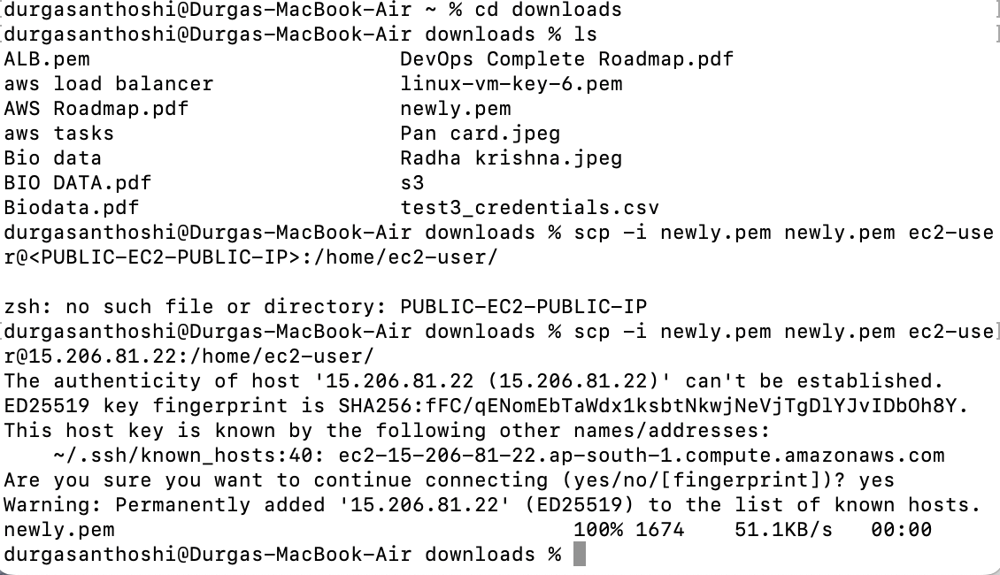 durgasanthoshi@Durgas-MacBook-Air ~ % cd downloads
durgasanthoshi@Durgas-MacBook-Air downloads % ls
ALB.pem DevOps Complete Roadmap.pdf
aws load balancer linux-vm-key-6.pem
AWS Roadmap.pdf newly.pem
aws tasks Pan card.jpeg
Bio data Radha krishna.jpeg
BIO DATA.pdf s3
Biodata.pdf test3_credentials.csv
durgasanthoshi@Durgas-MacBook-Air downloads % scp -i newly.pem newly.pem ec2-use
r@<PUBLIC-EC2-PUBLIC-IP>:/home/ec2-user/
zsh: no such file or directory: PUBLIC-EC2-PUBLIC-IP
durgasanthoshi@Durgas-MacBook-Air downloads % scp -i newly.pem newly.pem ec2-use
r@15.206.81.22:/home/ec2-user/
The authenticity of host '15.206.81.22 (15.206.81.22)' can't be established.
ED25519 key fingerprint is SHA256:fFC/qENomEbTaWdx1ksbtNkwjNeVjTgDlYJvIDbOh8Y.
This host key is known by the following other names/addresses:
    ~/.ssh/known_hosts:40: ec2-15-206-81-22.ap-south-1.compute.amazonaws.com
Are you sure you want to continue connecting (yes/no/[fingerprint])? yes
Warning: Permanently added '15.206.81.22' (ED25519) to the list of known hosts.
newly.pem 100% 1674 51.1KB/s 00:00
durgasanthoshi@Durgas-MacBook-Air downloads %